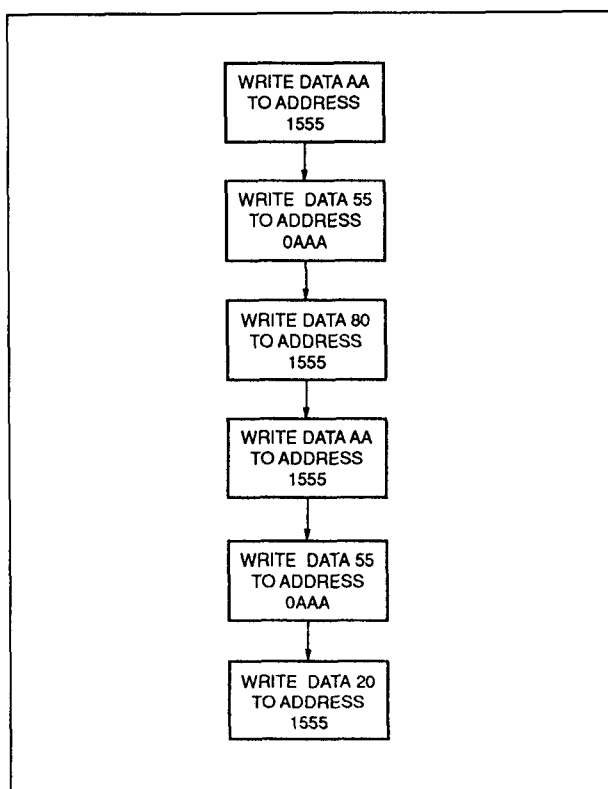 WRITE DATA AA
TO ADDRESS
1555
WRITE DATA 55
TO ADDRESS
0AAA
WRITE DATA 80
TO ADDRESS
1555
WRITE DATA AA
TO ADDRESS
1555
WRITE DATA 55
TO ADDRESS
0AAA
WRITE DATA 20
TO ADDRESS
1555